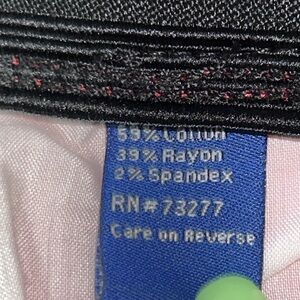 59% Cotton
39% Rayon
2% Spandex
RN# 73277
Care on Reverse